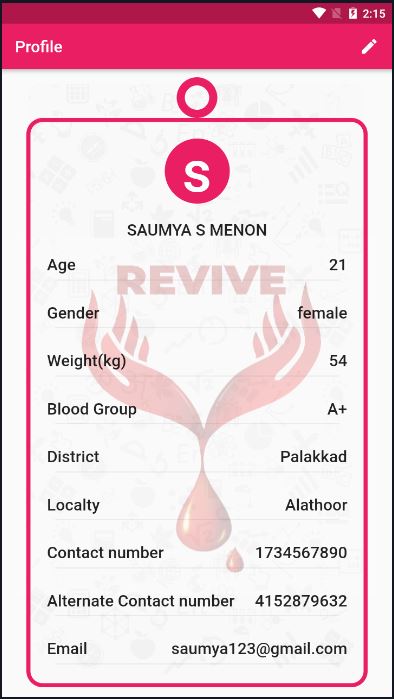 2:15
Profile
S
SAUMYA S MENON
REVIVE
Age 21
Gender female
Weight(kg) 54
Blood Group A+
District Palakkad
Localty Alathoor
Contact number 1734567890
Alternate Contact number 4152879632
Email saumya123@gmail.com